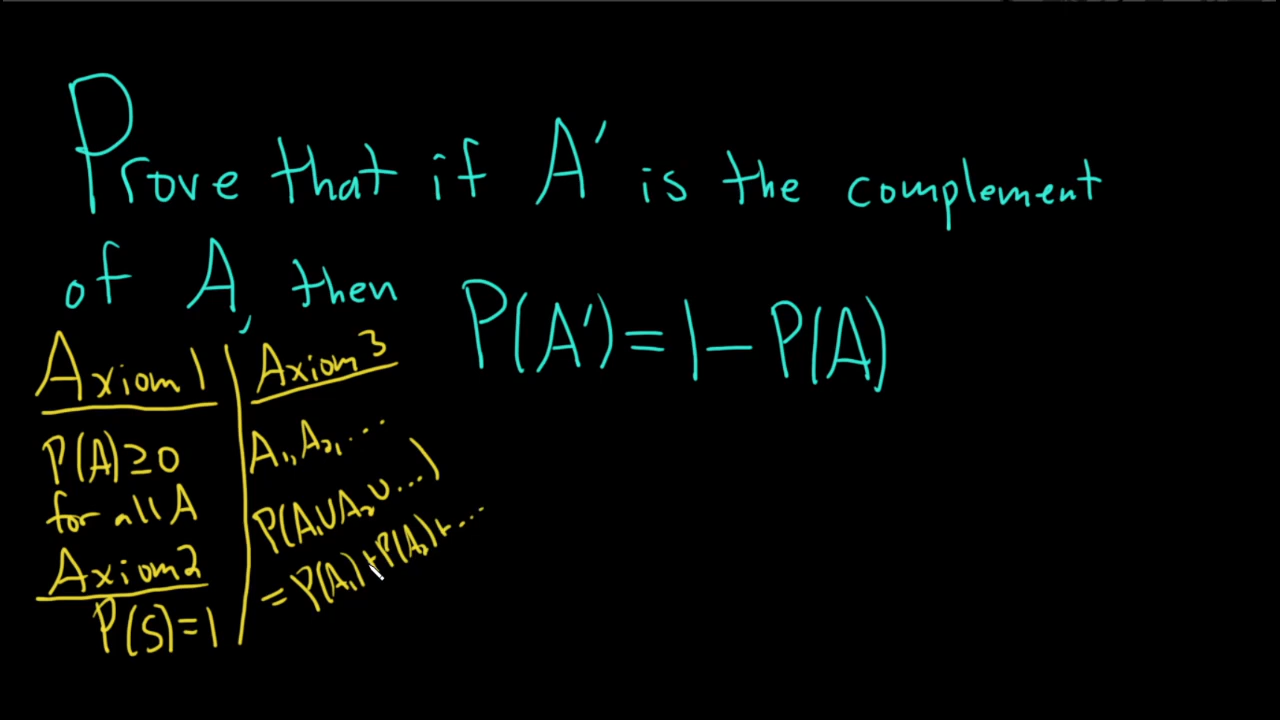 Prove that if A' is the complement
of A, then P(A') = 1 - P(A)
Axiom 1
P(A) ≥ 0
for all A
Axiom 2
P(S) = 1
Axiom 3
A₁, A₂, ...
P(A₁ ∪ A₂ ∪ ...)
= P(A₁) + P(A₂) + ...